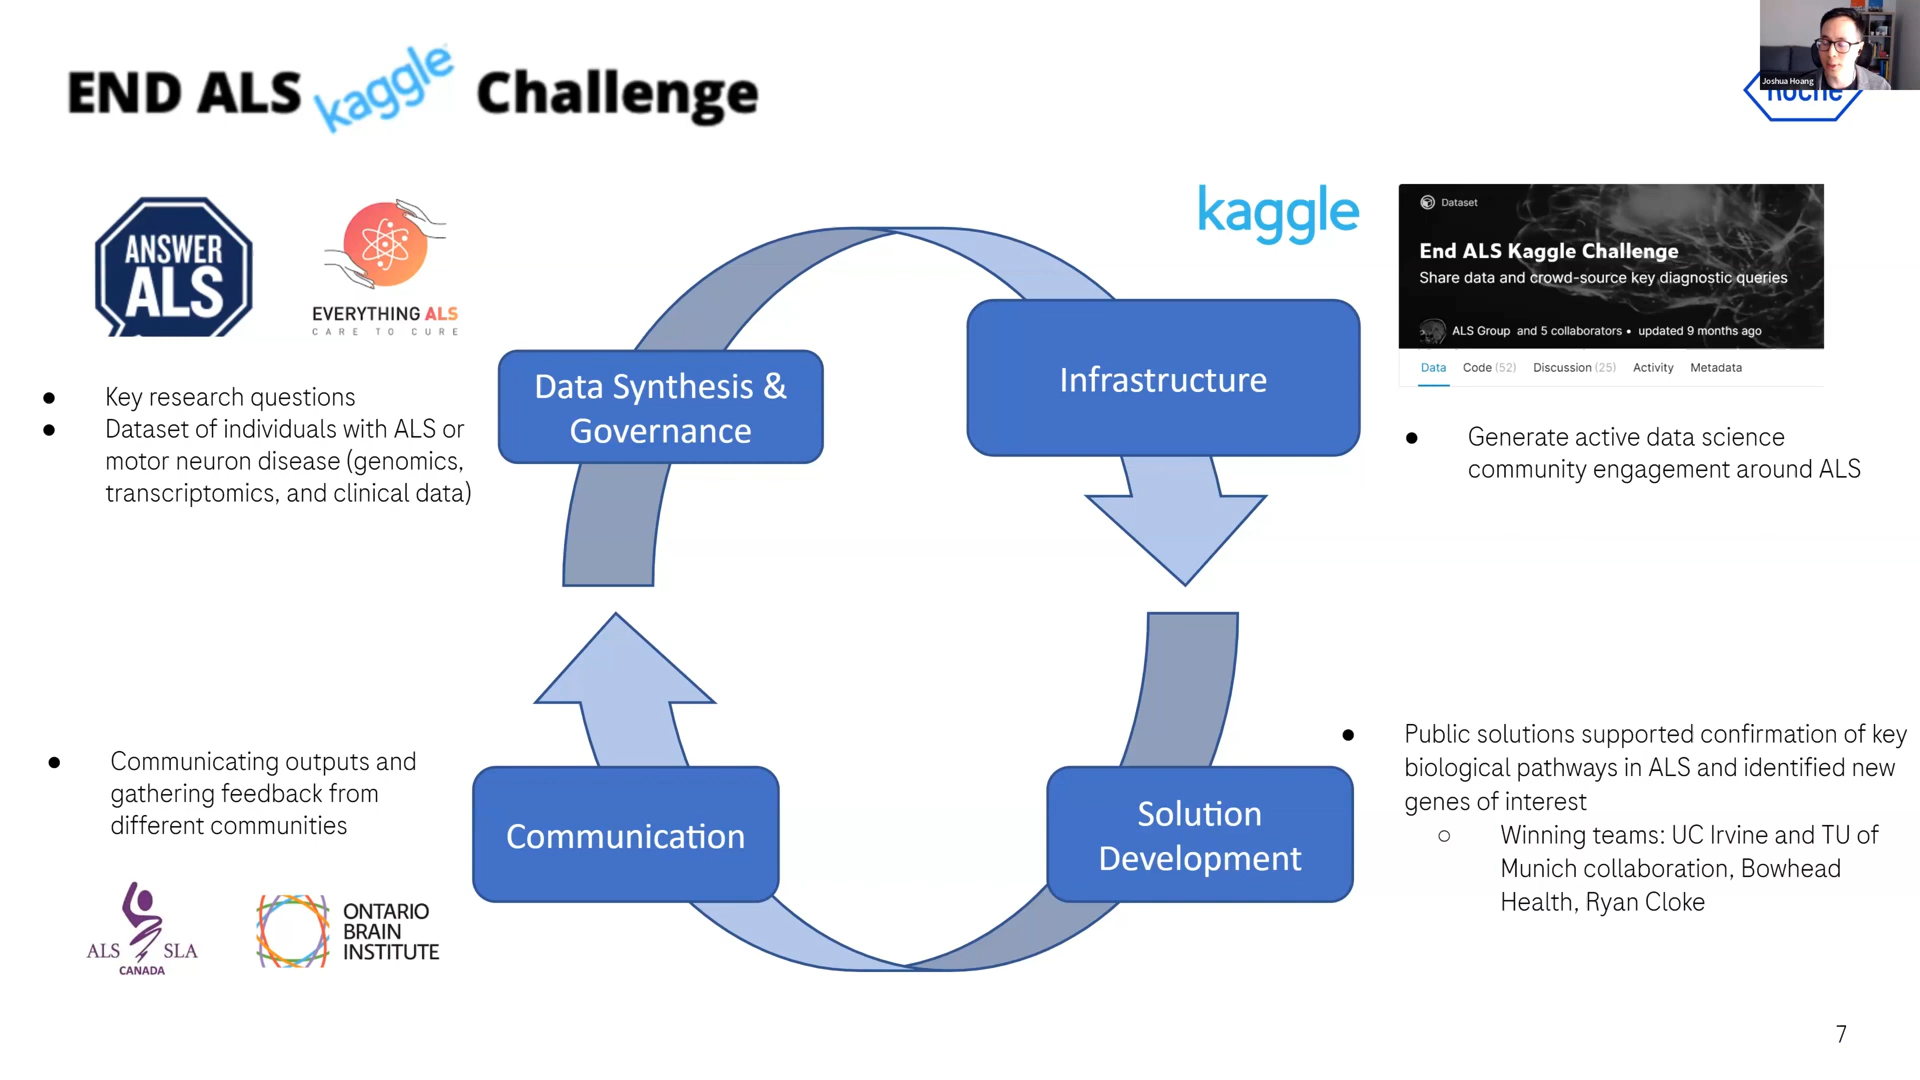 END ALS kaggle Challenge
Joshua Hoang
Roche
ANSWER
ALS
EVERYTHING ALS
CARE TO CURE
Key research questions
Dataset of individuals with ALS or
motor neuron disease (genomics,
transcriptomics, and clinical data)
Data Synthesis &
Governance
Infrastructure
kaggle
Dataset
End ALS Kaggle Challenge
Share data and crowd-source key diagnostic queries
ALS Group and 5 collaborators • updated 9 months ago
Data Code (52) Discussion (25) Activity Metadata
Generate active data science
community engagement around ALS
Communicating outputs and
gathering feedback from
different communities
ALS SLA
CANADA
ONTARIO
BRAIN
INSTITUTE
Communication
Solution
Development
Public solutions supported confirmation of key
biological pathways in ALS and identified new
genes of interest
Winning teams: UC Irvine and TU of
Munich collaboration, Bowhead
Health, Ryan Cloke
7